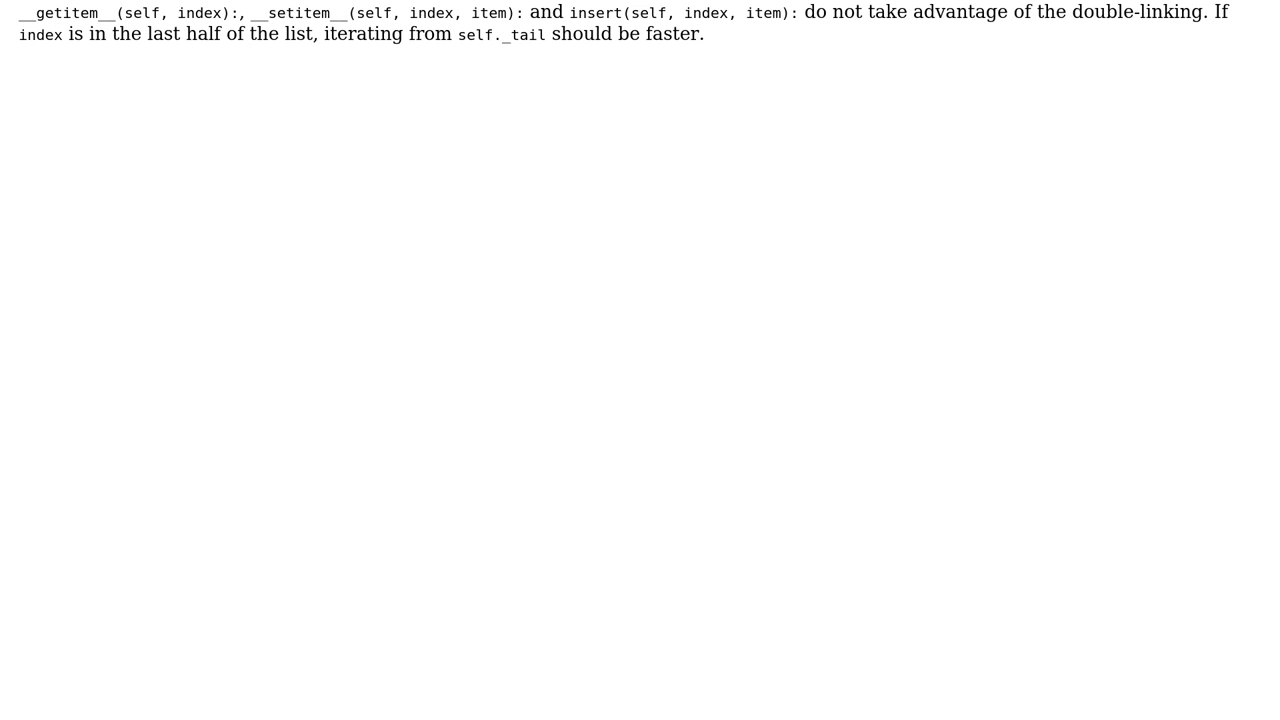 __getitem__(self, index):, __setitem__(self, index, item): and insert(self, index, item): do not take advantage of the double-linking. If
index is in the last half of the list, iterating from self._tail should be faster.